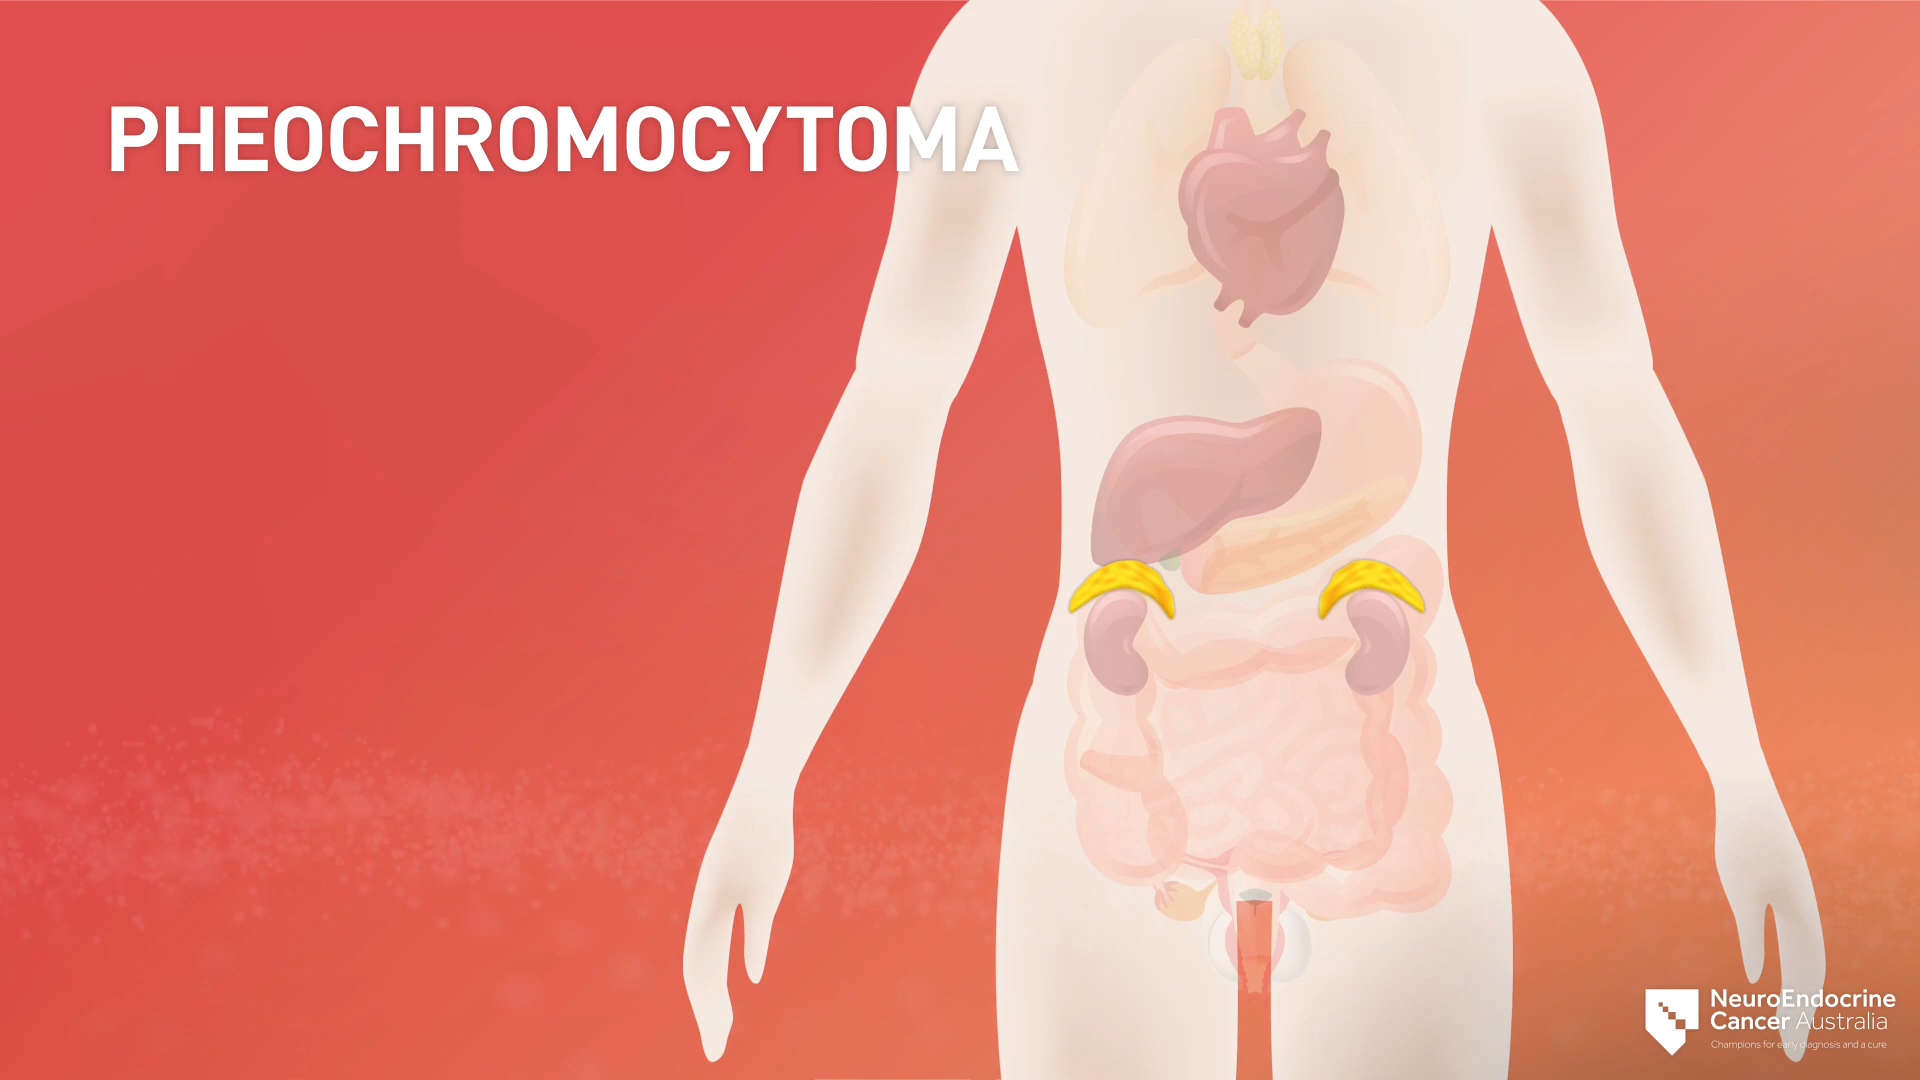 PHEOCHROMOCYTOMA
NeuroEndocrine
Cancer Australia
Champions for early diagnosis and a cure